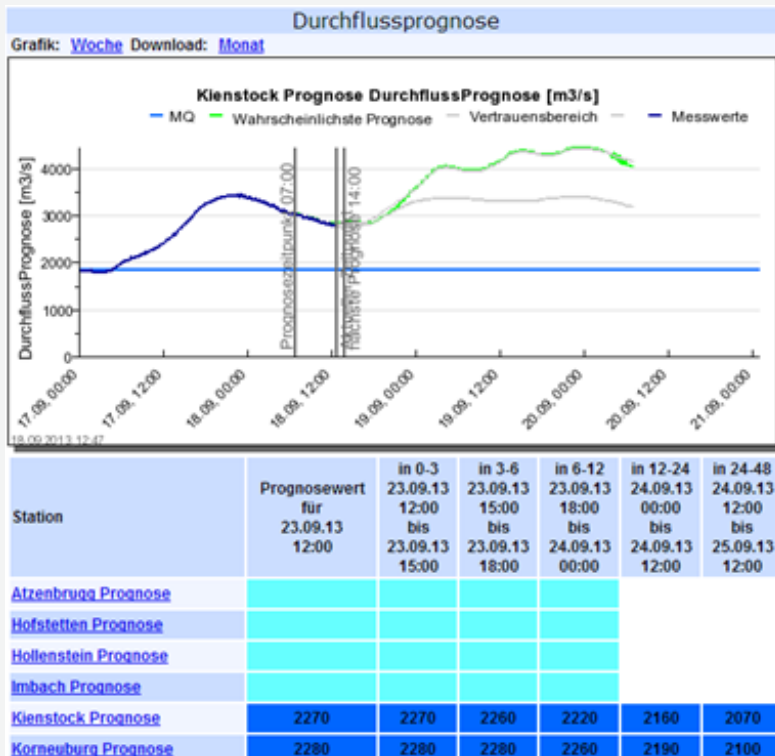 Durchflussprognose
Grafik: Woche Download: Monat
Kienstock Prognose DurchflussPrognose [m3/s]
MQ Wahrscheinlichste Prognose Vertrauensbereich Messwerte
DurchflussPrognose [m3/s]
4000
3000
2000
1000
0
Prognosezeitpunkt 07:00
nächste Prognose 14:00
17.09. 00:00
17.09. 12:00
18.09. 00:00
18.09. 12:00
19.09. 00:00
19.09. 12:00
20.09. 00:00
20.09. 12:00
21.09. 00:00
18.09.2013 12:47
Station
Prognosewert für 23.09.13 12:00
in 0-3 23.09.13 12:00 bis 23.09.13 15:00
in 3-6 23.09.13 15:00 bis 23.09.13 18:00
in 6-12 23.09.13 18:00 bis 24.09.13 00:00
in 12-24 24.09.13 00:00 bis 24.09.13 12:00
in 24-48 24.09.13 12:00 bis 25.09.13 12:00
Atzenbrugg Prognose
Hofstetten Prognose
Hollenstein Prognose
Imbach Prognose
Kienstock Prognose 2270 2270 2260 2220 2160 2070
Korneuburg Prognose 2280 2280 2280 2260 2190 2100